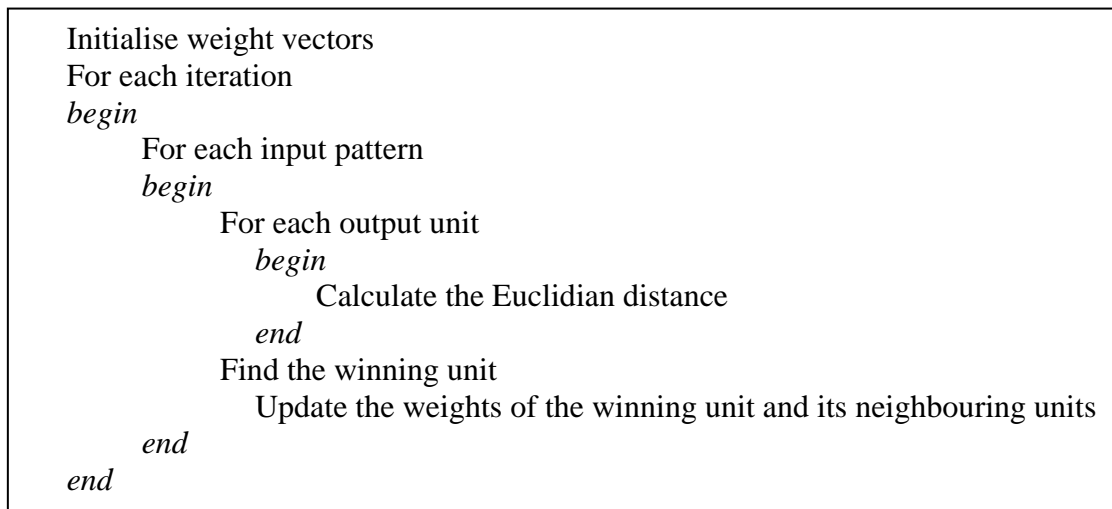 Initialise weight vectors
For each iteration
begin
For each input pattern
begin
For each output unit
begin
Calculate the Euclidian distance
end
Find the winning unit
Update the weights of the winning unit and its neighbouring units
end
end